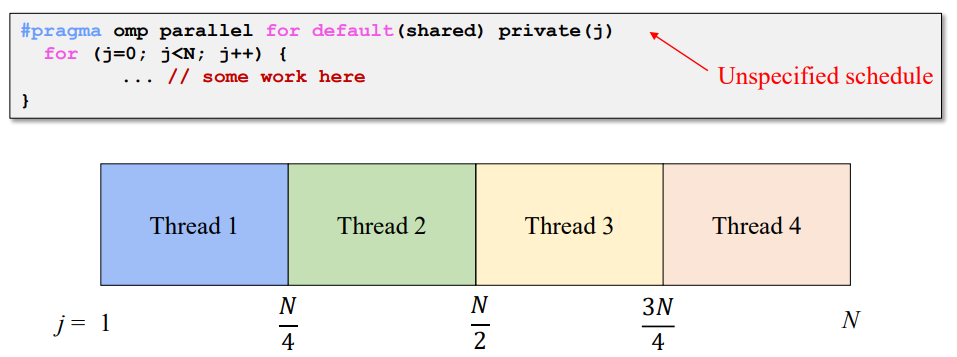 #pragma omp parallel for default(shared) private(j)
for (j=0; j<N; j++) {
... // some work here
}
Unspecified schedule
Thread 1 Thread 2 Thread 3 Thread 4
j = 1 N/4 N/2 3N/4 N